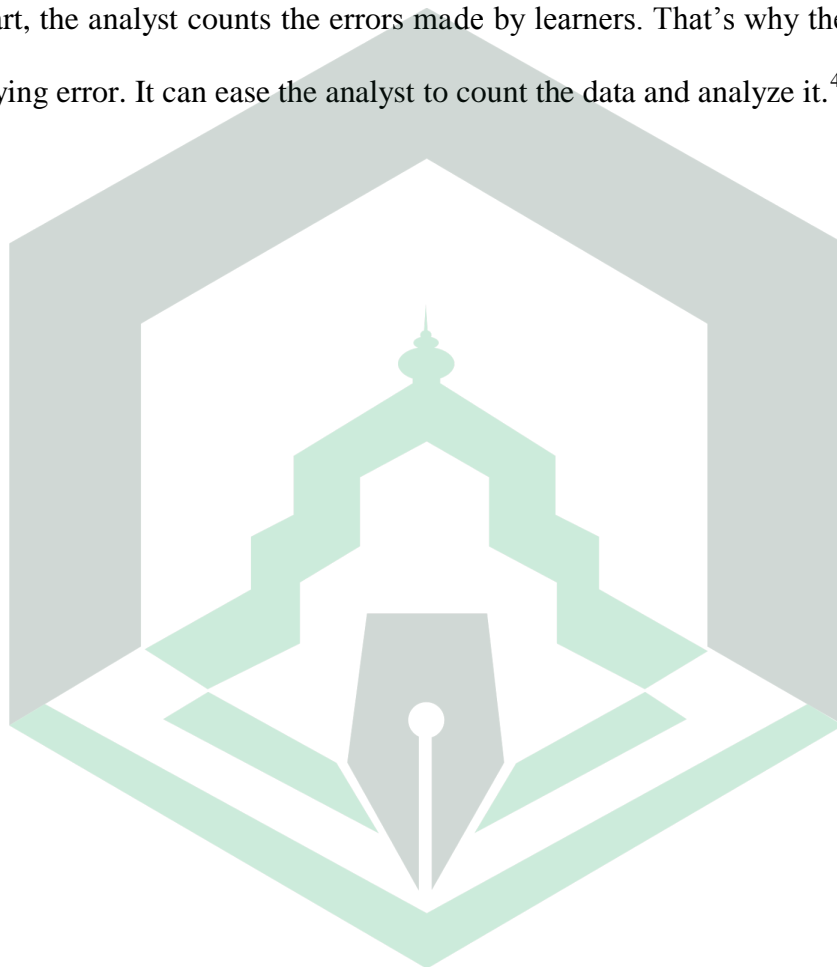 art, the analyst counts the errors made by learners. That’s why the
ying error. It can ease the analyst to count the data and analyze it.4